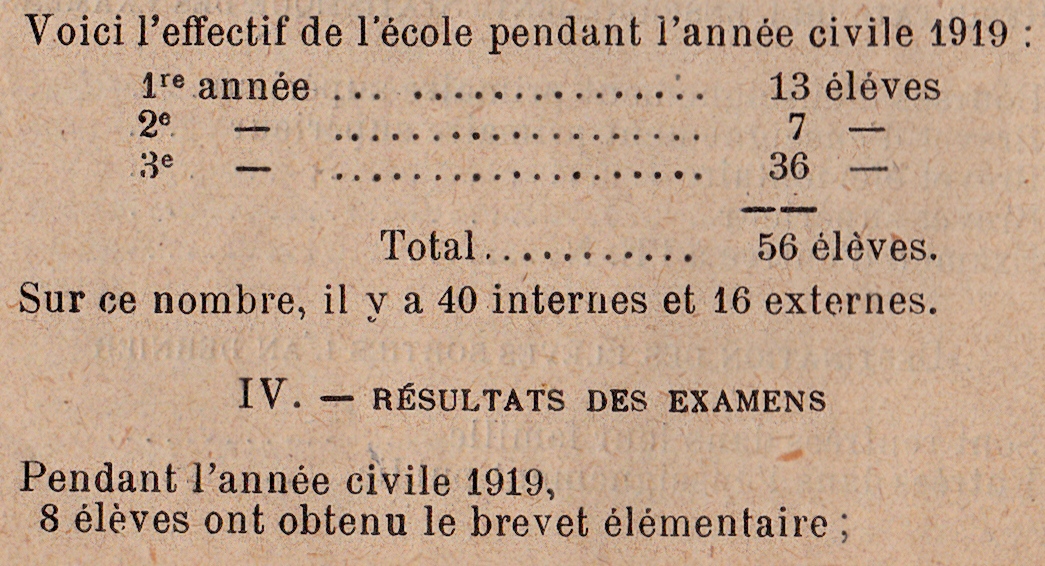 Voici l'effectif de l'école pendant l'année civile 1919 :
1re année ... ................ 13 éléves
2e — .................... 7 —
3e — .................... 36 —
Total........... 56 élèves.
Sur ce nombre, il y a 40 internes et 16 externes.
IV. — RÉSULTATS DES EXAMENS
Pendant l'année civile 1919,
8 élèves ont obtenu le brevet élémentaire ;